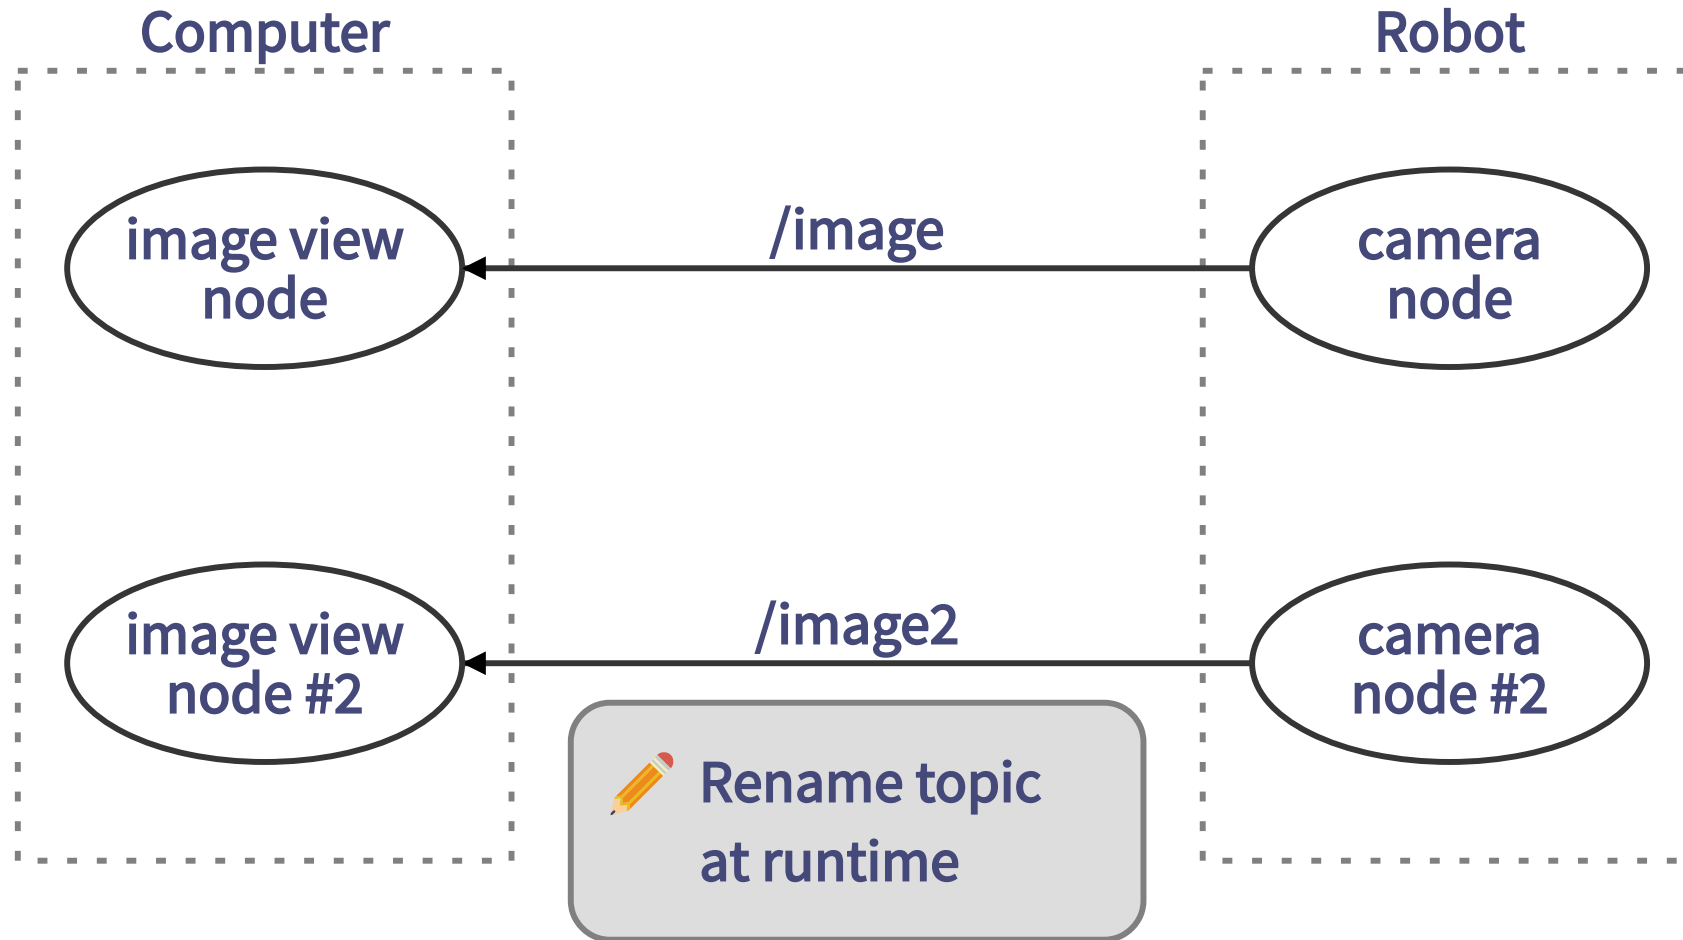 Computer
Robot
image view
node
/image
camera
node
image view
node #2
/image2
camera
node #2
Rename topic
at runtime